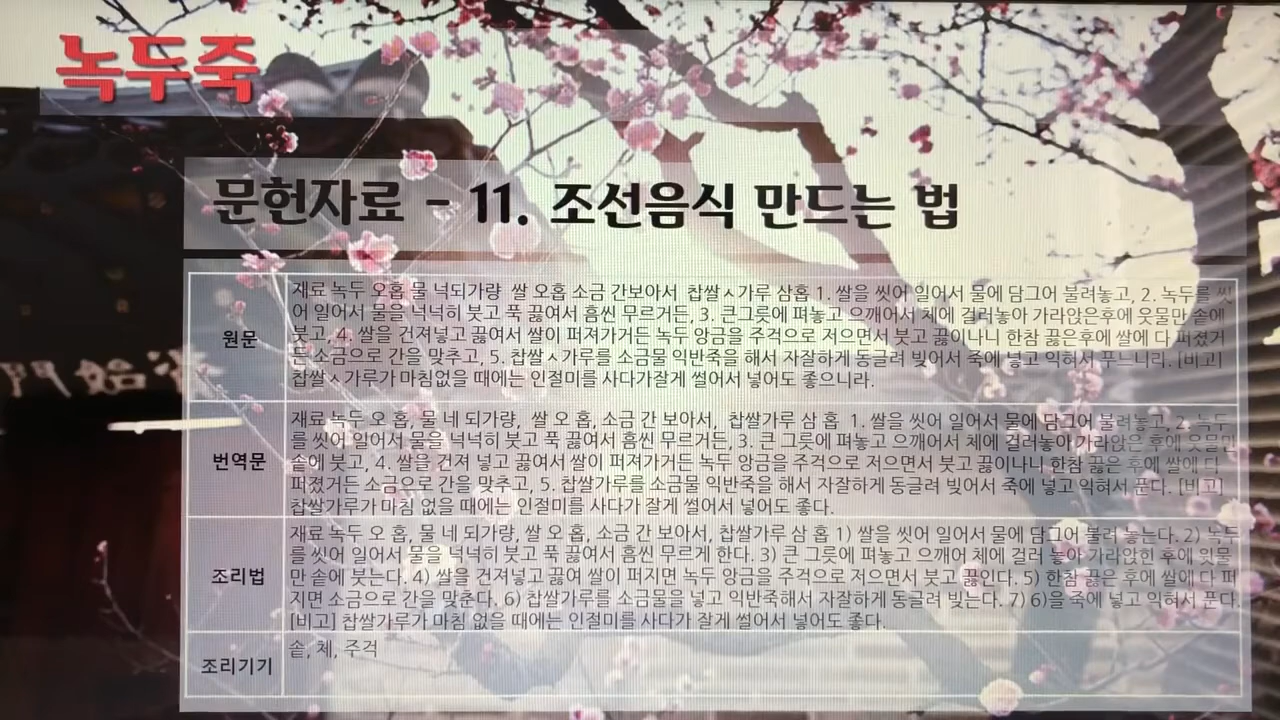 녹두죽
문헌자료 - 11. 조선음식 만드는 법
원문
재료 녹두 오홉 물 넉되가량 쌀 오홉 소금 간보아서 찹쌀ㅅ가루 삼홉 1. 쌀을 씻어 일어서 물에 담그어 불려놓고, 2. 녹두를 씻
어 일어서 물을 넉넉히 붓고 푹 끓여서 흠씬 무르거든, 3. 큰그릇에 퍼놓고 으깨어서 체에 걸러놓아 가라앉은후에 웃물만 솥에
붓고, 4. 쌀을 건져넣고 끓여서 쌀이 퍼져가거든 녹두 앙금을 주걱으로 저으면서 붓고 끓이나니 한참 끓은후에 쌀에 다 퍼졌거
든 소금으로 간을 맞추고, 5. 찹쌀ㅅ가루를 소금물 익반죽을 해서 자잘하게 동글려 빚어서 죽에 넣고 익혀서 푸느니라. [비고]
찹쌀ㅅ가루가 마침없을 때에는 인절미를 사다가잘게 썰어서 넣어도 좋으니라.
번역문
재료 녹두 오 홉, 물 네 되가량, 쌀 오 홉, 소금 간 보아서, 찹쌀가루 삼 홉 1. 쌀을 씻어 일어서 물에 담그어 불려놓고, 2. 녹두
를 씻어 일어서 물을 넉넉히 붓고 푹 끓여서 흠씬 무르거든, 3. 큰 그릇에 퍼놓고 으깨어서 체에 걸러놓아 가라앉은 후에 웃물만
솥에 붓고, 4. 쌀을 건져 넣고 끓여서 쌀이 퍼져가거든 녹두 앙금을 주걱으로 저으면서 붓고 끓이나니 한참 끓은 후에 쌀에 다
퍼졌거든 소금으로 간을 맞추고, 5. 찹쌀가루를 소금물 익반죽을 해서 자잘하게 동글려 빚어서 죽에 넣고 익혀서 푼다. [비고]
찹쌀가루가 마침 없을 때에는 인절미를 사다가 잘게 썰어서 넣어도 좋다.
조리법
재료 녹두 오 홉, 물 네 되가량, 쌀 오 홉, 소금 간 보아서, 찹쌀가루 삼 홉 1) 쌀을 씻어 일어서 물에 담그어 불려 놓는다. 2) 녹두
를 씻어 일어서 물을 넉넉히 붓고 푹 끓여서 흠씬 무르게 한다. 3) 큰 그릇에 퍼놓고 으깨어 체에 걸러 놓아 가라앉힌 후에 윗물
만 솥에 붓는다. 4) 쌀을 건져넣고 끓여 쌀이 퍼지면 녹두 앙금을 주걱으로 저으면서 붓고 끓인다. 5) 한참 끓은 후에 쌀에 다 퍼
지면 소금으로 간을 맞춘다. 6) 찹쌀가루를 소금물을 넣고 익반죽해서 자잘하게 동글려 빚는다. 7) 6)을 죽에 넣고 익혀서 푼다.
[비고] 찹쌀가루가 마침 없을 때에는 인절미를 사다가 잘게 썰어서 넣어도 좋다.
조리기기
솥, 체, 주걱